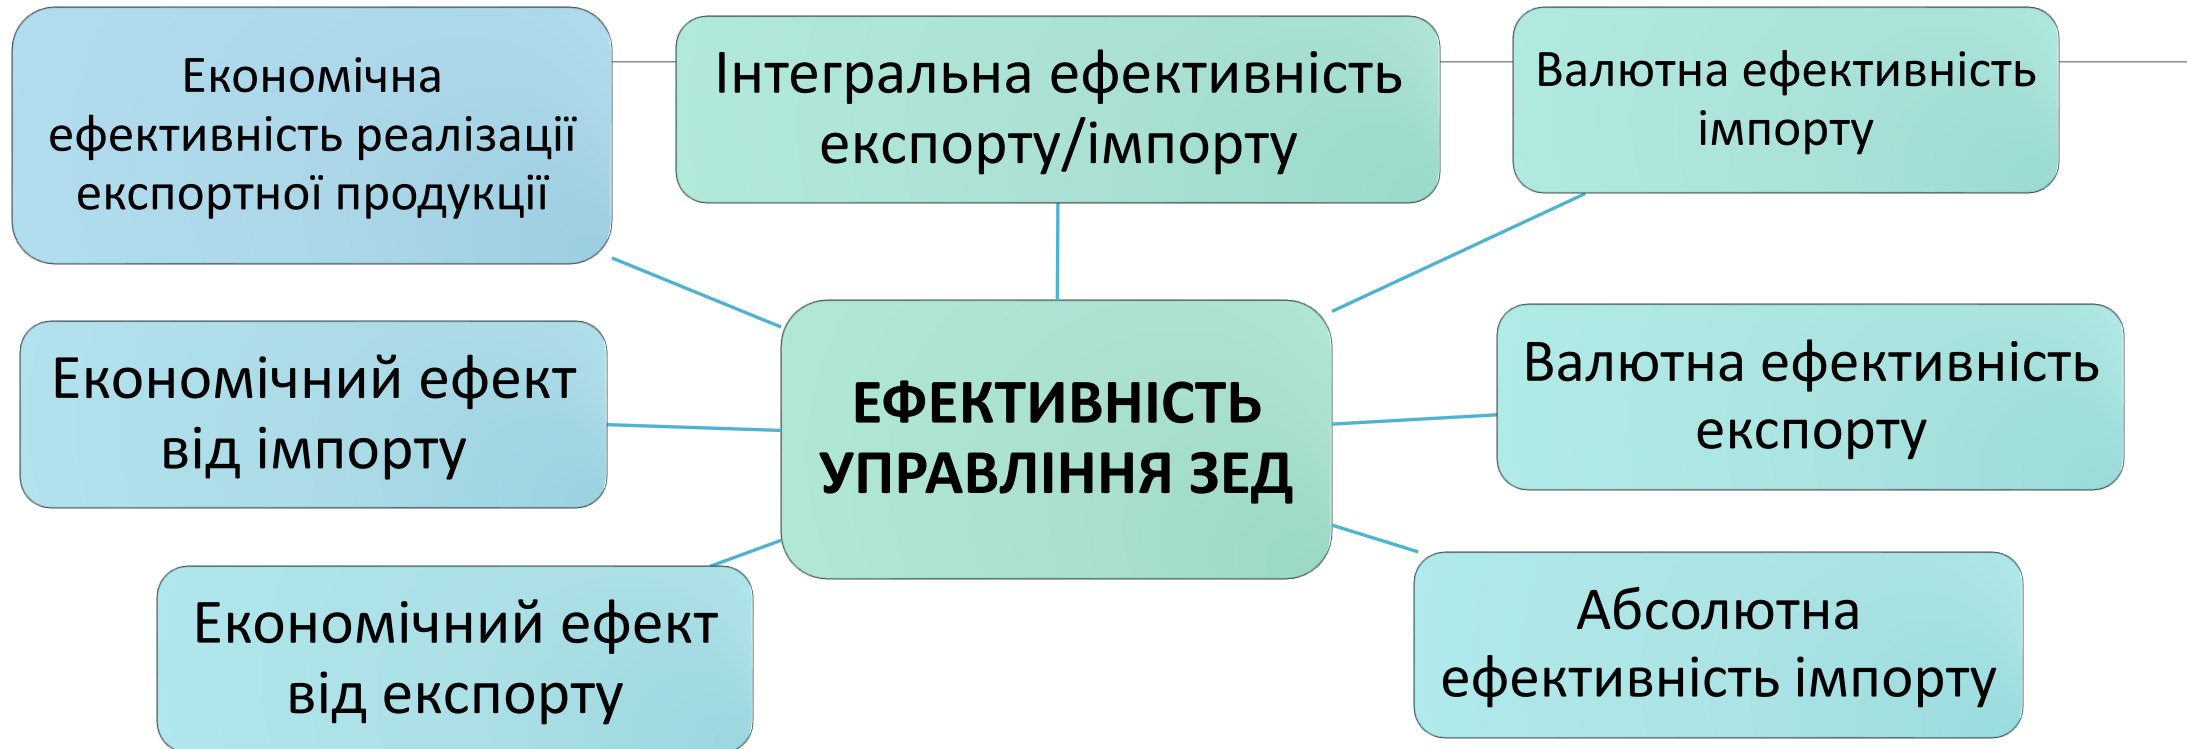 Економічна
ефективність реалізації
експортної продукції
Інтегральна ефективність
експорту/імпорту
Валютна ефективність
імпорту
Економічний ефект
від імпорту
ЕФЕКТИВНІСТЬ
УПРАВЛІННЯ ЗЕД
Валютна ефективність
експорту
Економічний ефект
від експорту
Абсолютна
ефективність імпорту